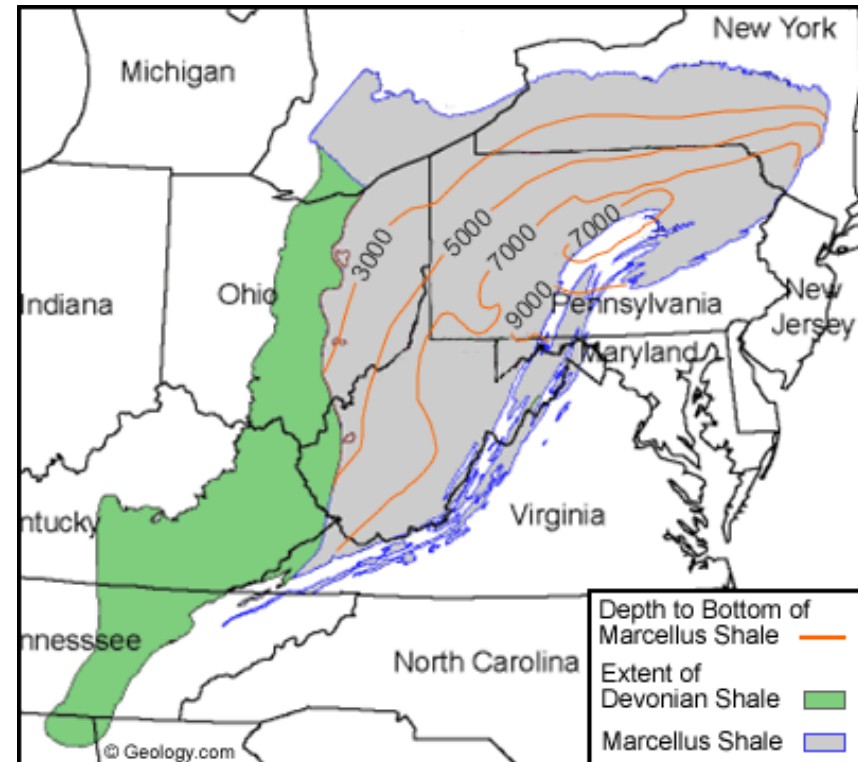 New York
Michigan
3000
5000
7000
7000
9000
Ohio
Indiana
Pennsylvania
New
Jersey
Maryland
Virginia
ntucky
nnesssee
North Carolina
Depth to Bottom of
Marcellus Shale
Extent of
Devonian Shale
Marcellus Shale
© Geology.com